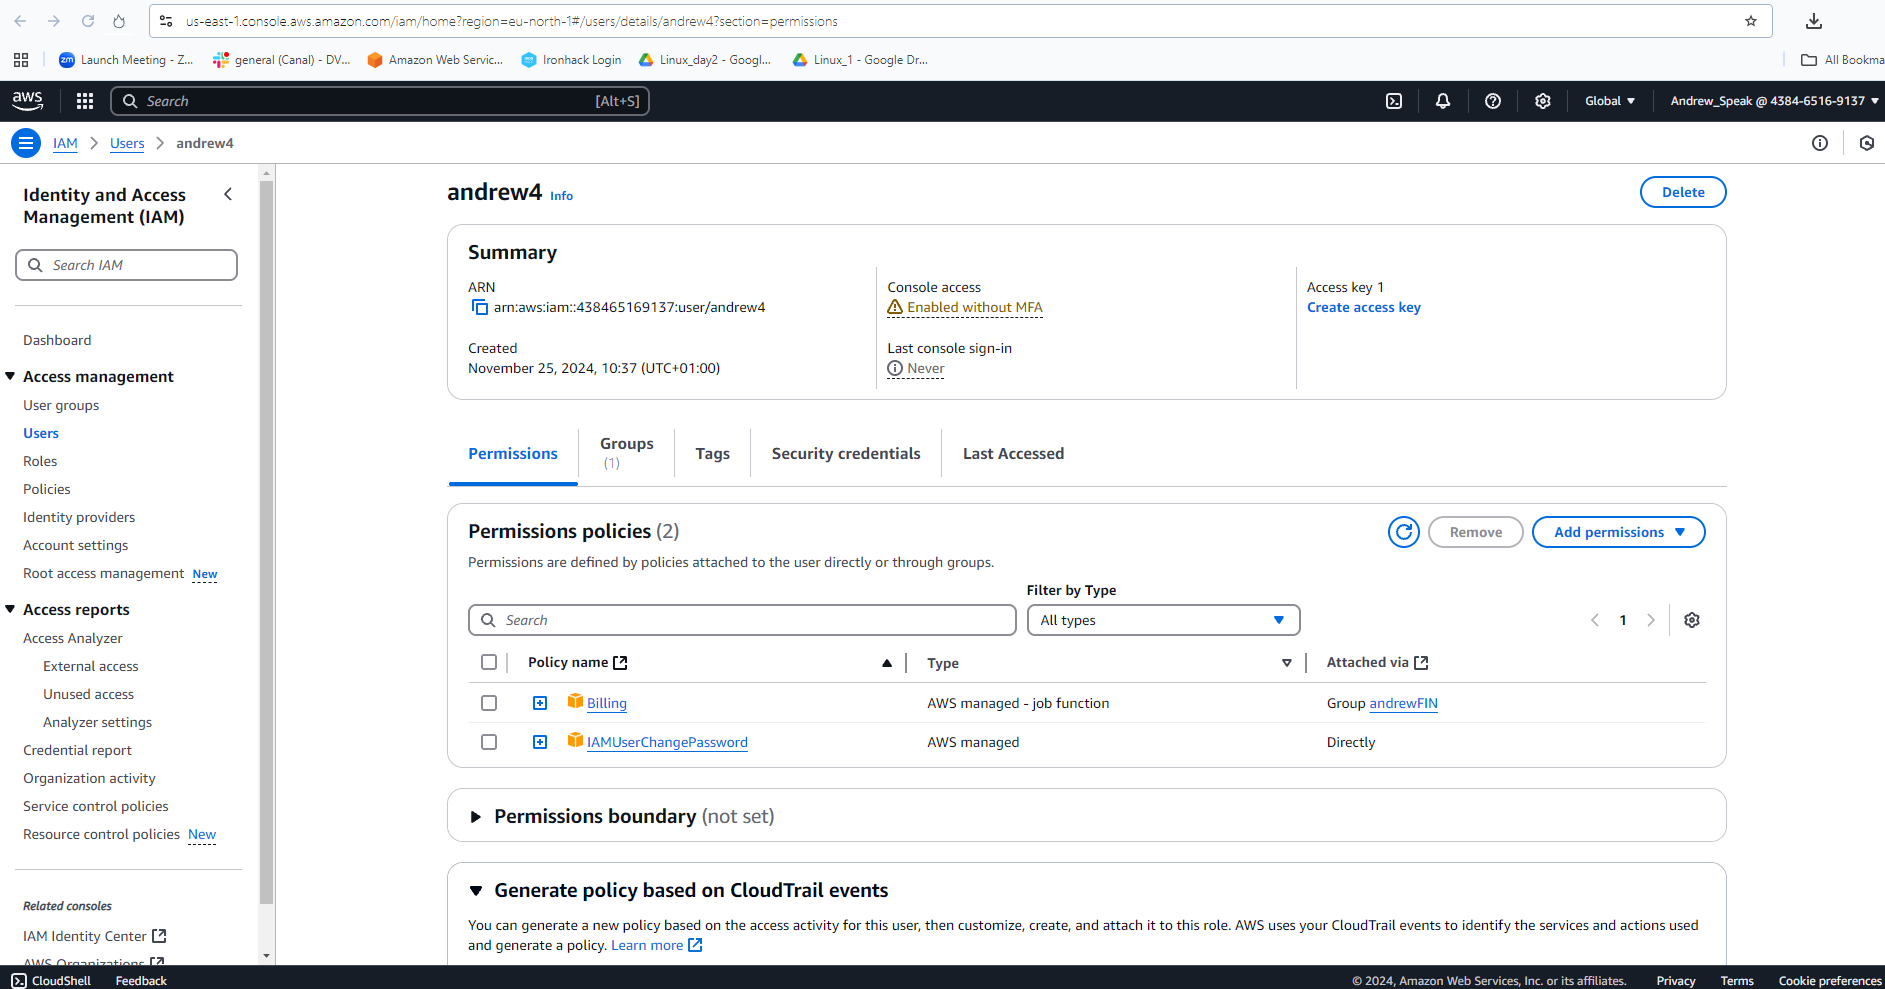 us-east-1.console.aws.amazon.com/iam/home?region=eu-north-1#/users/details/andrew4?section=permissions
Launch Meeting - Z...
general (Canal) - DV...
Amazon Web Servic...
Ironhack Login
Linux_day2 - Googl...
Linux_1 - Google Dr...
All Bookma
aws
Search
[Alt+S]
Global
Andrew_Speak @ 4384-6516-9137
IAM
Users
andrew4
Identity and Access
Management (IAM)
Search IAM
Dashboard
Access management
User groups
Users
Roles
Policies
Identity providers
Account settings
Root access management New
Access reports
Access Analyzer
External access
Unused access
Analyzer settings
Credential report
Organization activity
Service control policies
Resource control policies New
Related consoles
IAM Identity Center
AWS Organizations
andrew4 Info
Delete
Summary
ARN
arn:aws:iam::438465169137:user/andrew4
Created
November 25, 2024, 10:37 (UTC+01:00)
Console access
Enabled without MFA
Last console sign-in
Never
Access key 1
Create access key
Permissions
Groups
(1)
Tags
Security credentials
Last Accessed
Permissions policies (2)
Remove
Add permissions
Permissions are defined by policies attached to the user directly or through groups.
Filter by Type
Search
All types
1
Policy name
Type
Attached via
Billing
AWS managed - job function
Group andrewFIN
IAMUserChangePassword
AWS managed
Directly
Permissions boundary (not set)
Generate policy based on CloudTrail events
You can generate a new policy based on the access activity for this user, then customize, create, and attach it to this role. AWS uses your CloudTrail events to identify the services and actions used
and generate a policy. Learn more
CloudShell
Feedback
© 2024, Amazon Web Services, Inc. or its affiliates.
Privacy
Terms
Cookie preferences